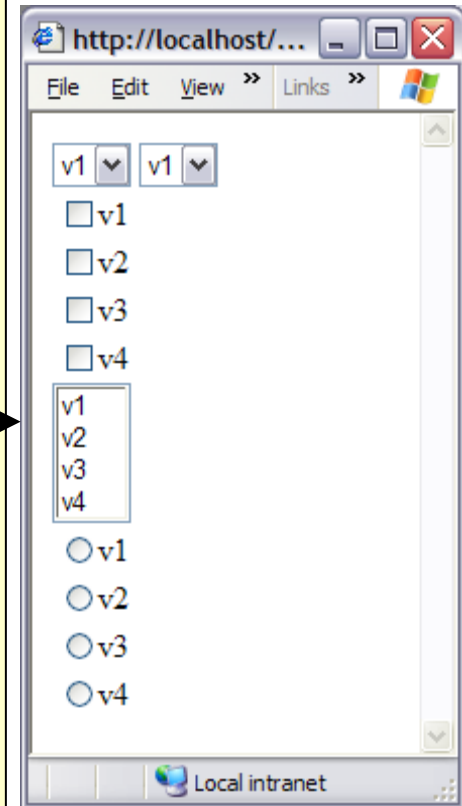 http://localhost/...
File Edit View » Links »
v1 v1
v1
v2
v3
v4
v1
v2
v3
v4
v1
v2
v3
v4
Local intranet